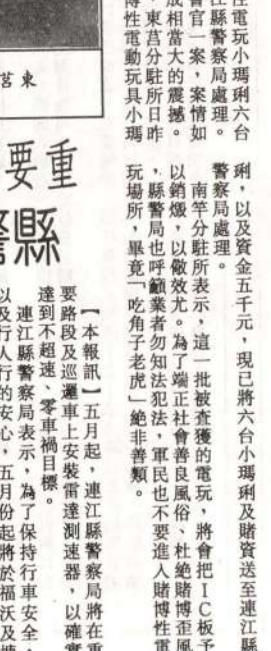 性電玩小瑪琍六台
江縣警察局處理。
警官一案，案情如
成相當大的震撼。
，東莒分駐所日昨
博性電動玩具小瑪
琍，以及資金五千元，現已將六台小瑪琍及賭資送至連江縣
警察局處理。
南竿分駐所表示，這一批被查獲的電玩，將會把IC板予
以銷燬，以儆效尤。為了端正社會善良風俗、杜絕賭博歪風
，縣警局也呼籲業者勿知法犯法，軍民也不要進入賭博性電
玩場所，畢竟「吃角子老虎」絕非善類。
東莒
重要
縣警
【本報訊】五月起，連江縣警察局將在重
要路段及巡邏車上安裝雷達測速器，以確實
達到不超速、零車禍目標。
連江縣警察局表示，為了保持行車安全，
以及行人行的安心，五月份起將於福沃及塘